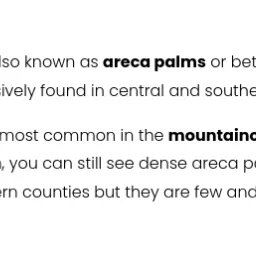 lso known as areca palms or bet
ively found in central and southe
most common in the mountaino
, you can still see dense areca p
ern counties but they are few and